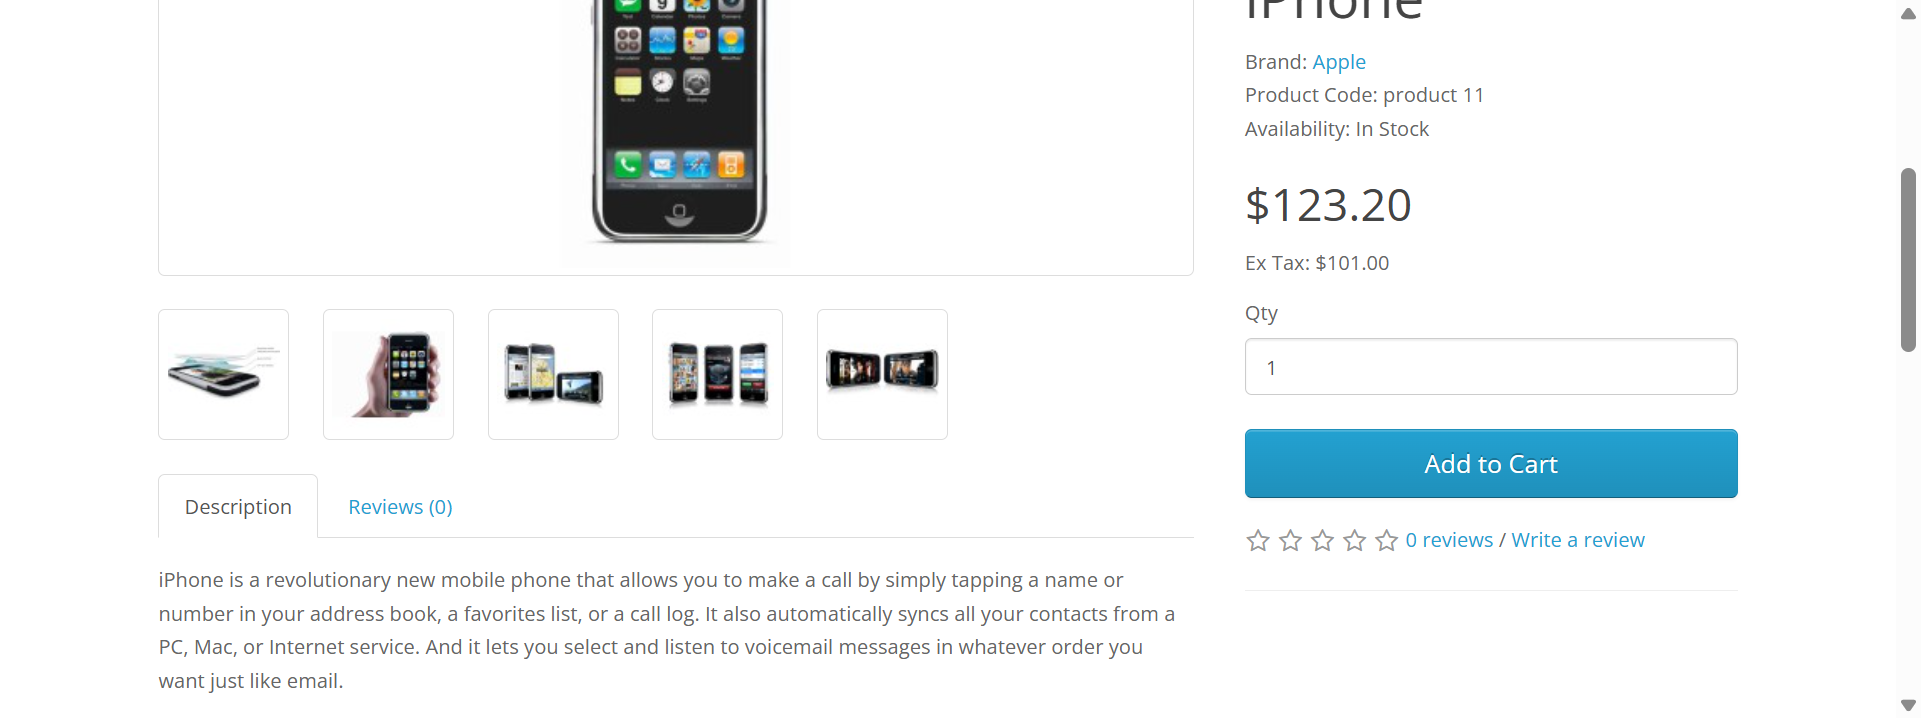 iPhone
Brand: Apple
Product Code: product 11
Availability: In Stock
$123.20
Ex Tax: $101.00
Qty
1
Add to Cart
0 reviews / Write a review
Description
Reviews (0)
iPhone is a revolutionary new mobile phone that allows you to make a call by simply tapping a name or
number in your address book, a favorites list, or a call log. It also automatically syncs all your contacts from a
PC, Mac, or Internet service. And it lets you select and listen to voicemail messages in whatever order you
want just like email.